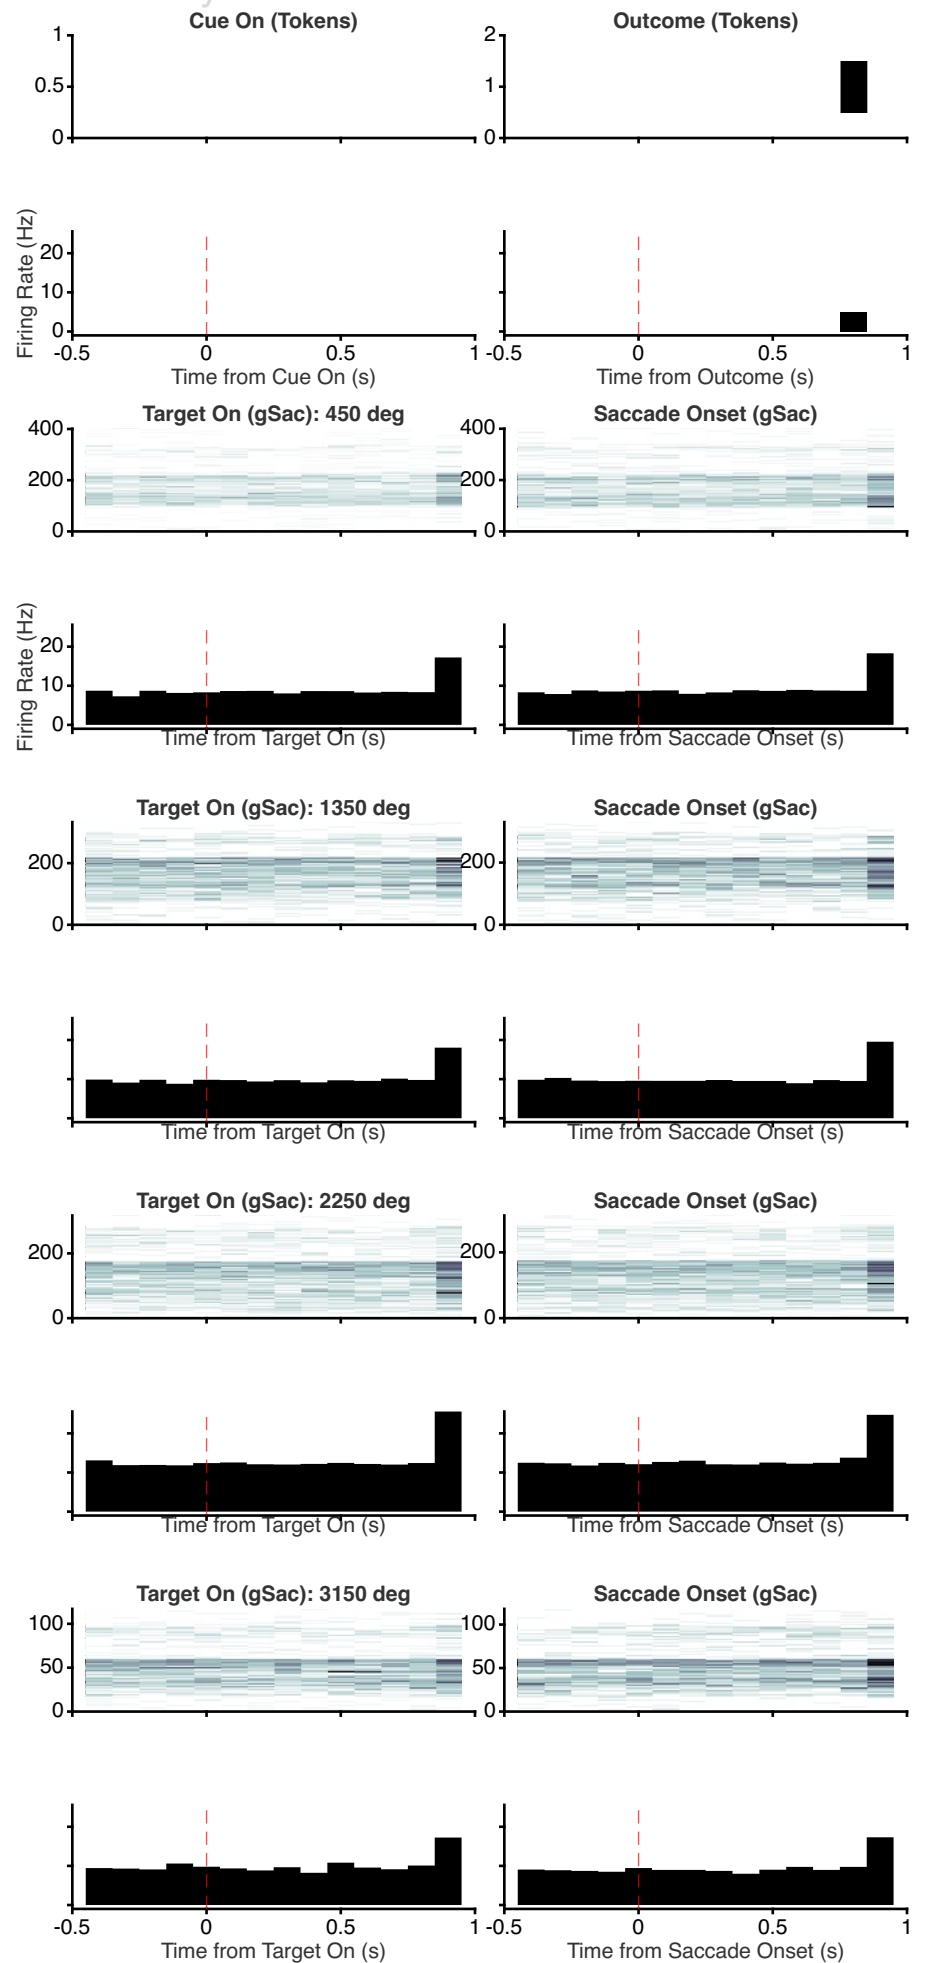 Cue On (Tokens) Outcome (Tokens)
1 2
0.5 1
0 0
Firing Rate (Hz)
20
10
0
-0.5 0 0.5 1 -0.5 0 0.5 1
Time from Cue On (s) Time from Outcome (s)
Target On (gSac): 450 deg Saccade Onset (gSac)
400 400
200 200
0 0
Firing Rate (Hz)
20
10
0
Time from Target On (s) Time from Saccade Onset (s)
Target On (gSac): 1350 deg Saccade Onset (gSac)
200 200
0 0
Time from Target On (s) Time from Saccade Onset (s)
Target On (gSac): 2250 deg Saccade Onset (gSac)
200 200
0 0
Time from Target On (s) Time from Saccade Onset (s)
Target On (gSac): 3150 deg Saccade Onset (gSac)
100 100
50 50
0 0
-0.5 0 0.5 1 -0.5 0 0.5 1
Time from Target On (s) Time from Saccade Onset (s)